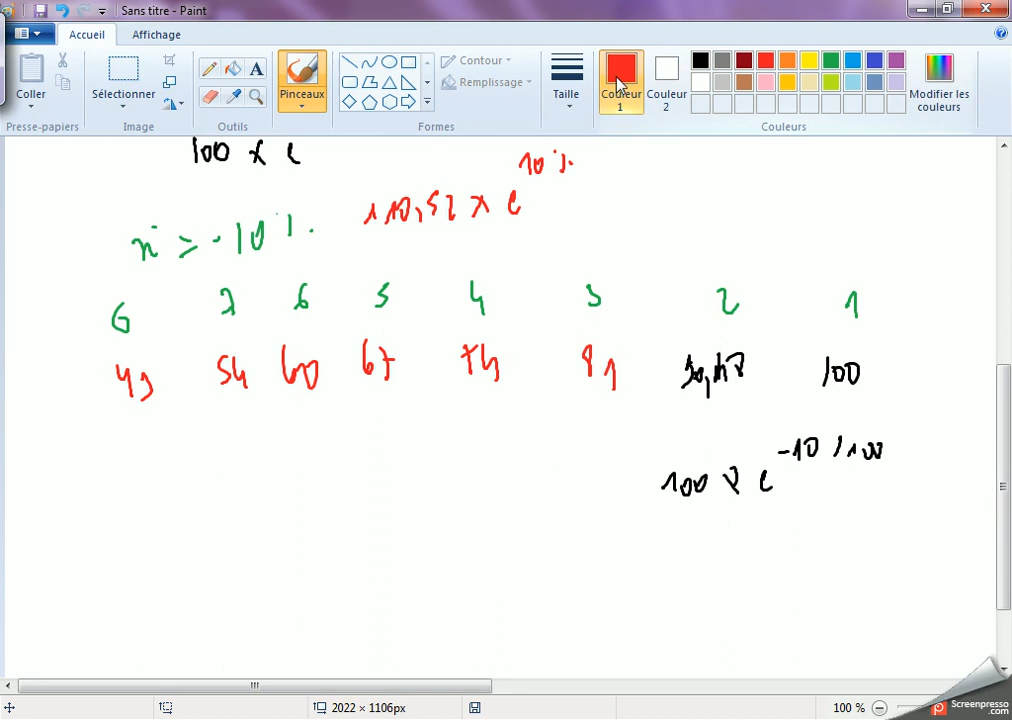 Sans titre - Paint
Accueil Affichage
Coller
Sélectionner
Pinceaux
Contour
Remplissage
Taille
Couleur 1
Couleur 2
Modifier les couleurs
Presse-papiers Image Outils Formes Couleurs
100 x e
110,52 x e 10 %
> -10 %
6 7 6 5 4 3 2 1
49 54 60 67 74 81 100
100 x e -10/100
2022 × 1106px
100 %
Screenpresso
.com